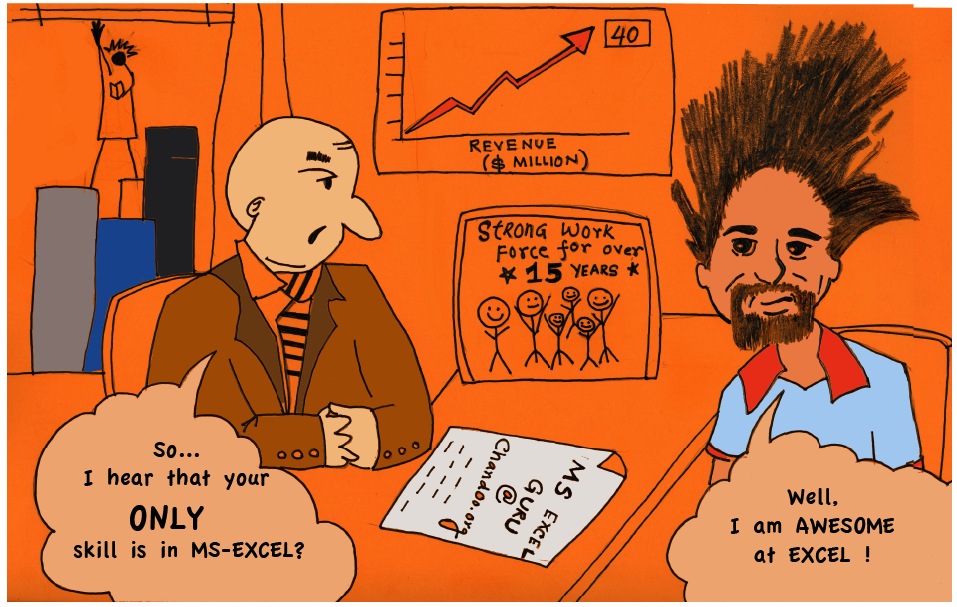 40
REVENUE
($ MILLION)
STRONG WORK
FORCE for over
15 YEARS
So...
I hear that your
ONLY
skill is in MS-EXCEL?
MS EXCEL
GURU
@
Chandoo.org
Well,
I am AWESOME
at EXCEL !